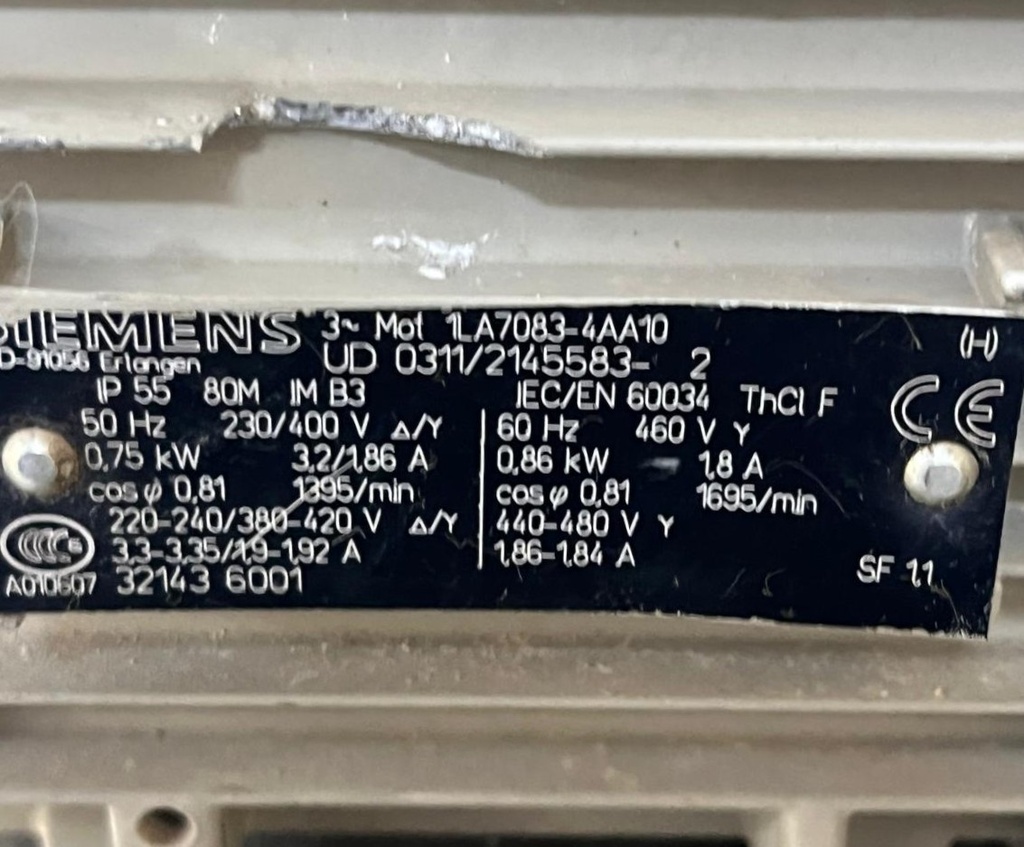 SIEMENS 3~ Mot 1LA7083-4AA10 (H)
D-91056 Erlangen UD 0311/2145583- 2
IP 55 80M IM B3 IEC/EN 60034 ThCl F CE
50 Hz 230/400 V Δ/Y 60 Hz 460 V Y
0,75 kW 3,2/1,86 A 0,86 kW 1,8 A
cos φ 0,81 1395/min cos φ 0,81 1695/min
220-240/380-420 V Δ/Y 440-480 V Y
3,3-3,35/1,9-1,92 A 1,86-1,84 A SF 1,1
A010607 32143 6001